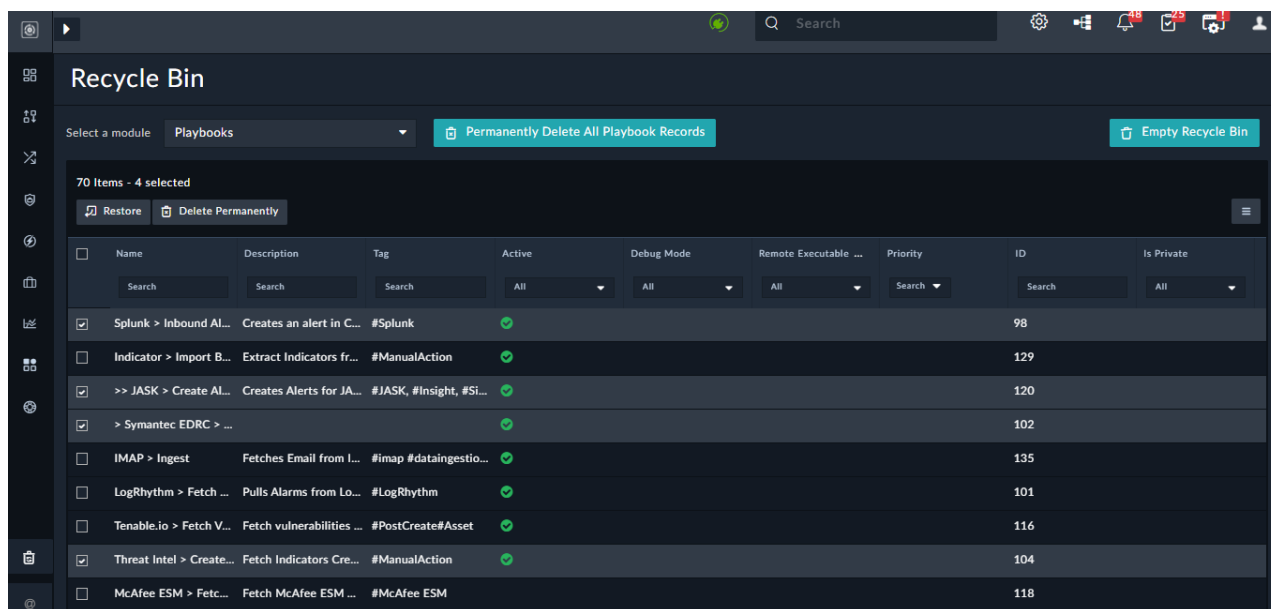 Search
48
25
!
Recycle Bin
Select a module Playbooks Permanently Delete All Playbook Records Empty Recycle Bin
70 Items - 4 selected
Restore Delete Permanently
Name Description Tag Active Debug Mode Remote Executable ... Priority ID Is Private
Search Search Search All All All Search Search All
Splunk > Inbound Al... Creates an alert in C... #Splunk 98
Indicator > Import B... Extract Indicators fr... #ManualAction 129
>> JASK > Create Al... Creates Alerts for JA... #JASK, #Insight, #Si... 120
> Symantec EDRC > ... 102
IMAP > Ingest Fetches Email from I... #imap #dataingestio... 135
LogRhythm > Fetch ... Pulls Alarms from Lo... #LogRhythm 101
Tenable.io > Fetch V... Fetch vulnerabilities ... #PostCreate#Asset 116
Threat Intel > Create... Fetch Indicators Cre... #ManualAction 104
McAfee ESM > Fetc... Fetch McAfee ESM ... #McAfee ESM 118
@